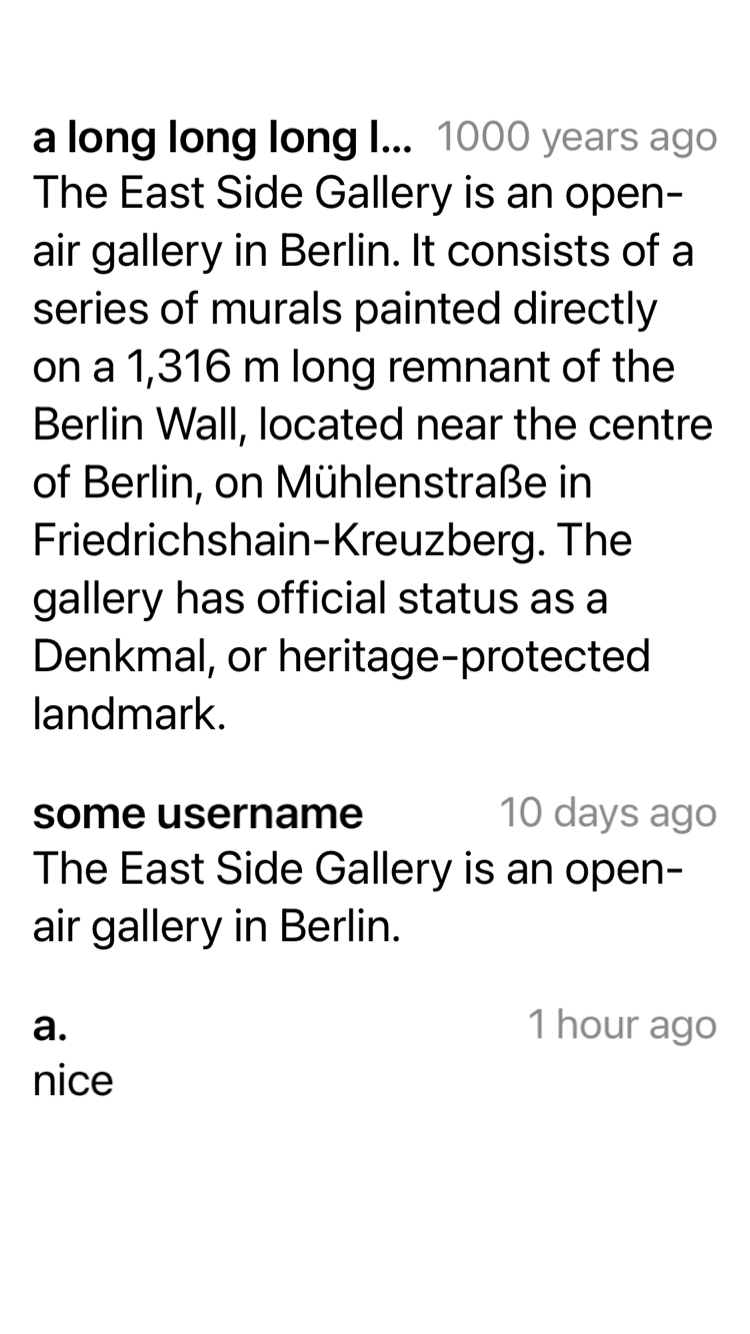 a long long long l... 1000 years ago
The East Side Gallery is an open-
air gallery in Berlin. It consists of a
series of murals painted directly
on a 1,316 m long remnant of the
Berlin Wall, located near the centre
of Berlin, on Mühlenstraße in
Friedrichshain-Kreuzberg. The
gallery has official status as a
Denkmal, or heritage-protected
landmark.
some username 10 days ago
The East Side Gallery is an open-
air gallery in Berlin.
a. 1 hour ago
nice